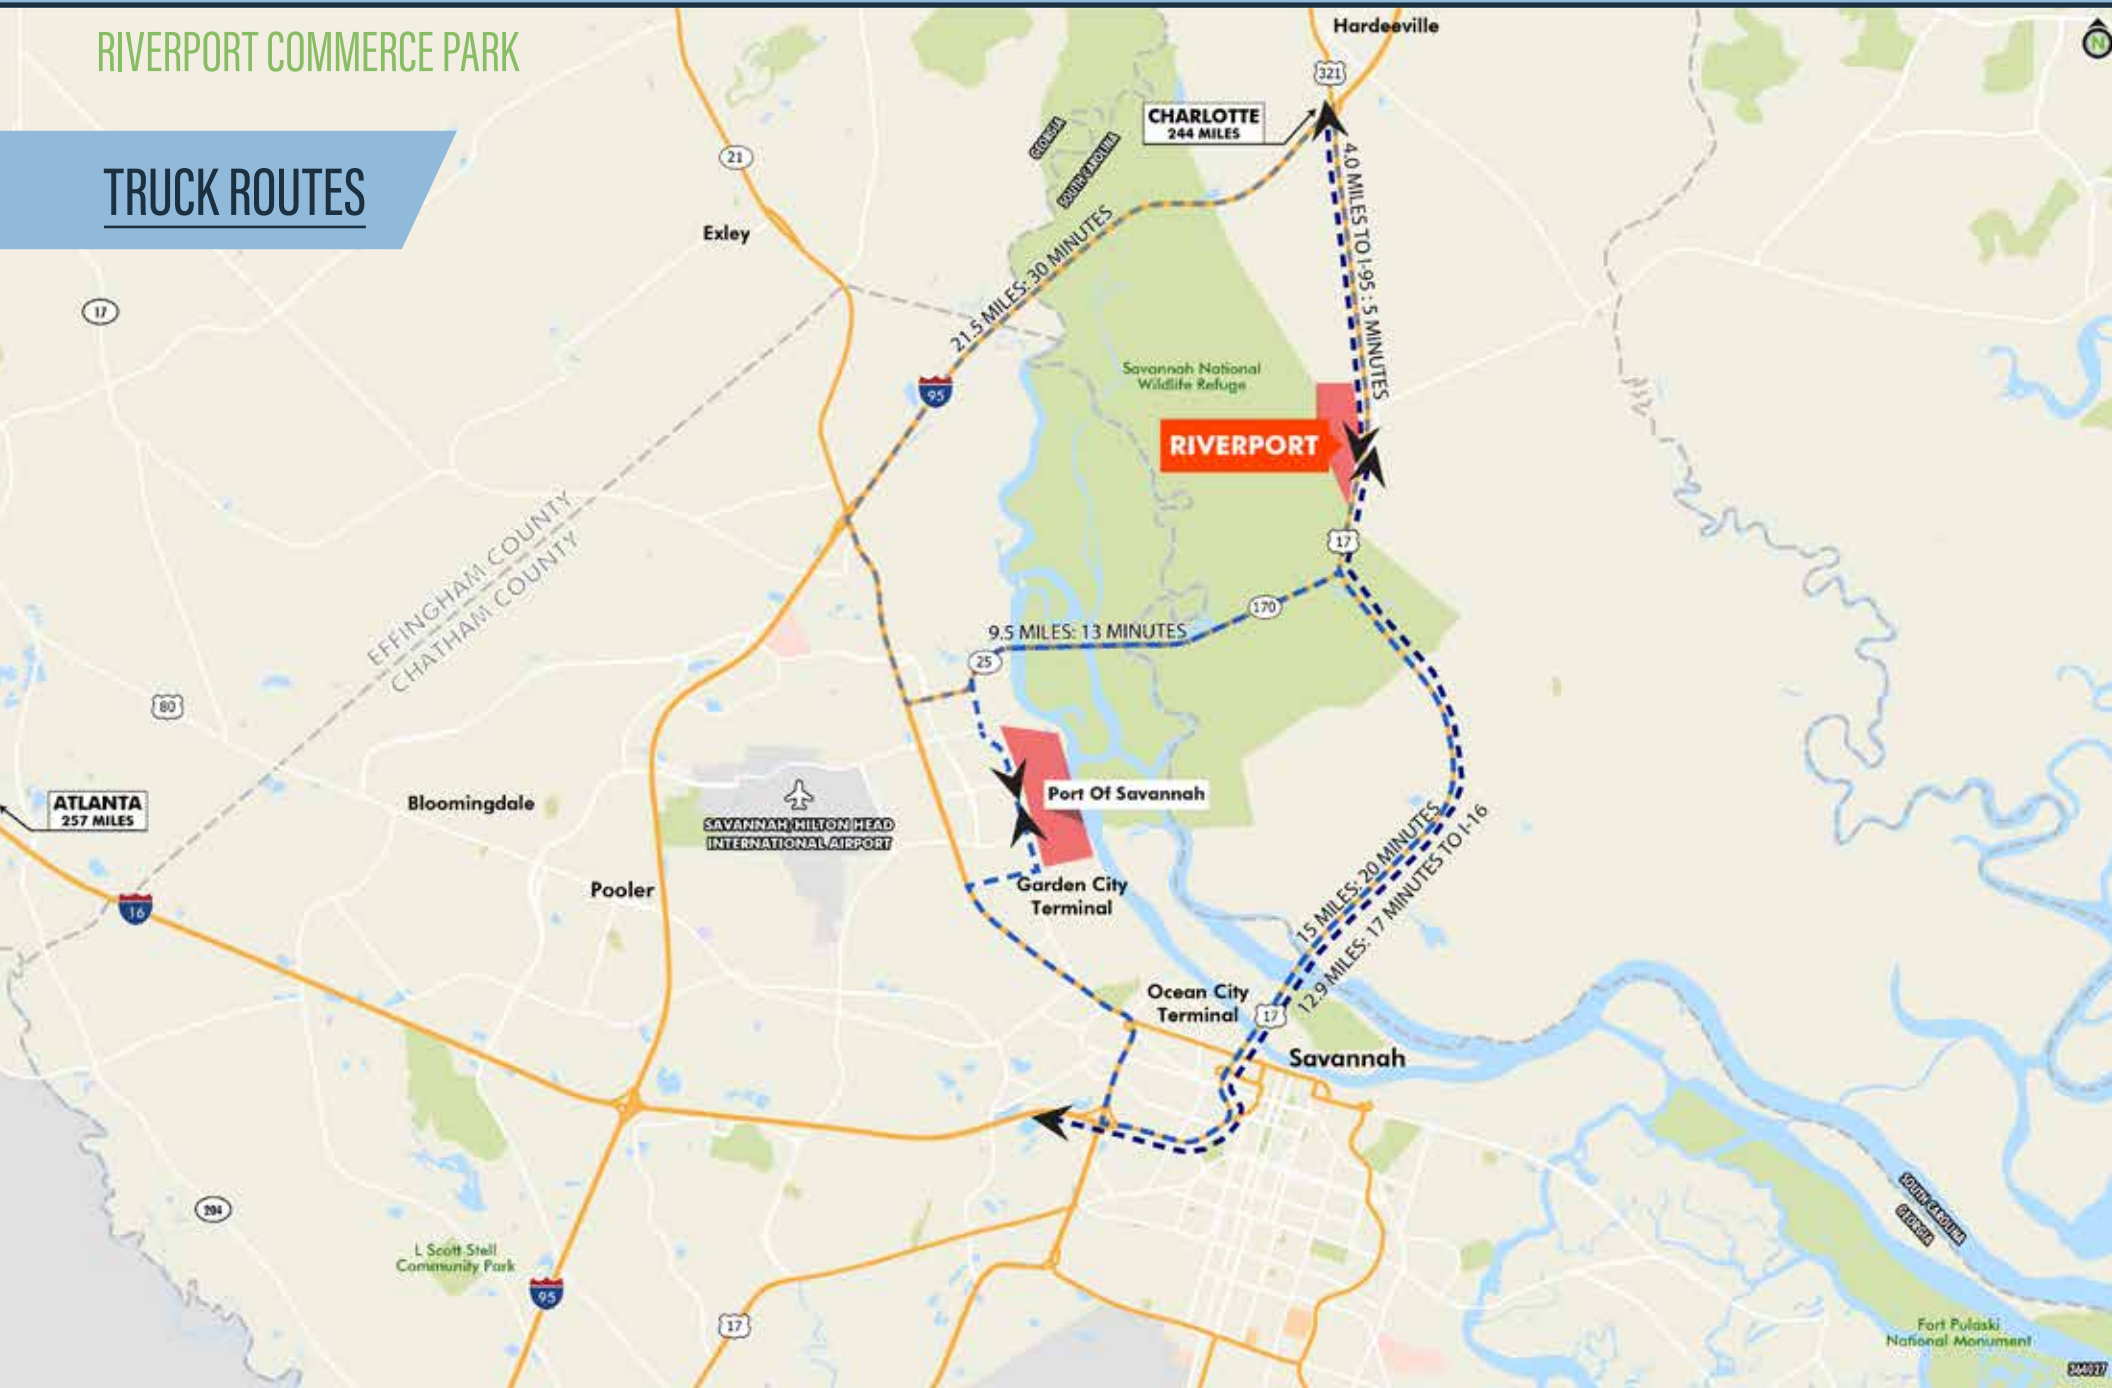 RIVERPORT COMMERCE PARK
TRUCK ROUTES
Hardeeville
N
321
CHARLOTTE
244 MILES
GEORGIA
SOUTH CAROLINA
21
Exley
4.0 MILES TO I-95 : 5 MINUTES
21.5 MILES: 30 MINUTES
17
95
Savannah National
Wildlife Refuge
RIVERPORT
17
EFFINGHAM COUNTY
CHATHAM COUNTY
170
9.5 MILES: 13 MINUTES
25
80
ATLANTA
257 MILES
Bloomingdale
SAVANNAH/HILTON HEAD
INTERNATIONAL AIRPORT
Port Of Savannah
15 MILES: 20 MINUTES
12.9 MILES: 17 MINUTES TO I-16
Pooler
Garden City
Terminal
16
Ocean City
Terminal
17
Savannah
204
L Scott Stell
Community Park
95
17
SOUTH CAROLINA
GEORGIA
Fort Pulaski
National Monument
364027